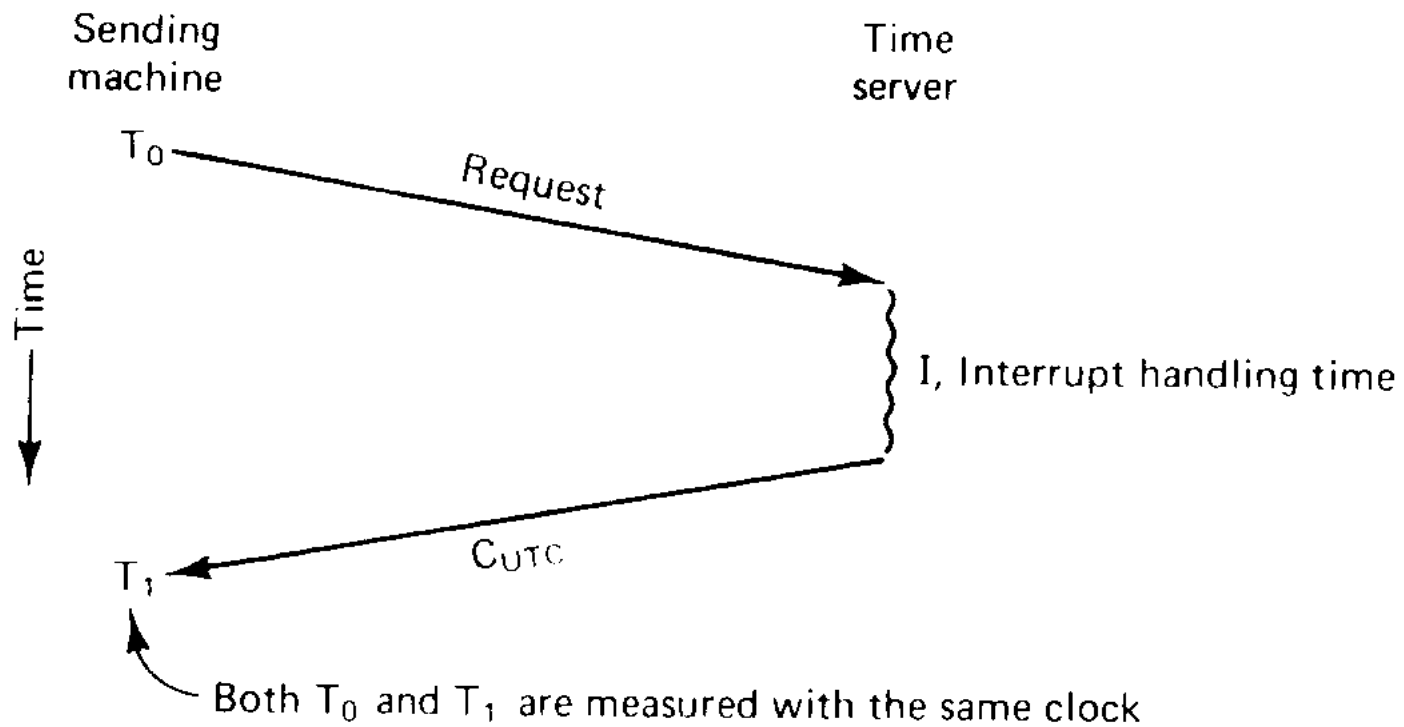 Sending
machine
Time
server
T₀
Request
Time
I, Interrupt handling time
C_UTC
T₁
Both T₀ and T₁ are measured with the same clock